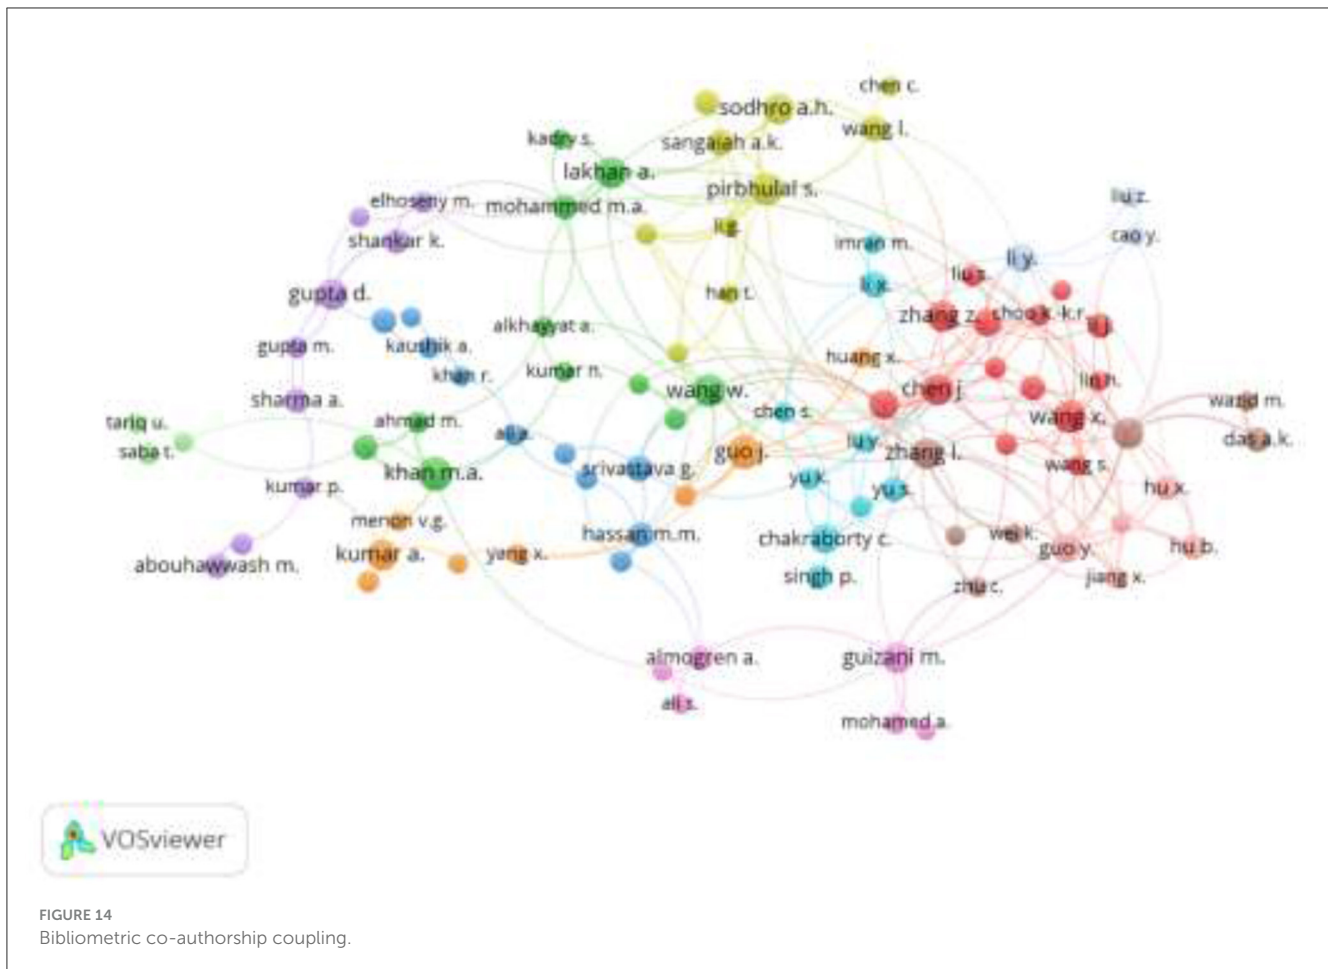 chen c.
sodhro a.h.
wang l.
kadry s.
sangaiah a.k.
lakhan a.
pirbhulal s.
liu z.
elhoseny m.
mohammed m.a.
li g.
cao y.
shankar k.
imran m.
li y.
liu s.
gupta d.
han t.
li x.
zhang z.
choo k.-k.r.
alkhayyat a.
gupta m.
kaushik a.
huang x.
khan r.
kumar n.
lin h.
wang w.
chen j.
sharma a.
wazid m.
tariq u.
ahmad m.
chen s.
wang x.
das a.k.
saba t.
ali a.
liu y.
guo j.
zhang l.
khan m.a.
srivastava g.
wang s.
kumar p.
yu k.
yu s.
hu x.
menon v.g.
hassan m.m.
chakraborty c.
wei k.
guo y.
hu b.
kumar a.
yang x.
abouhawwash m.
singh p.
zhu c.
jiang x.
almogren a.
guizani m.
ali s.
mohamed a.
VOSviewer
FIGURE 14
Bibliometric co-authorship coupling.